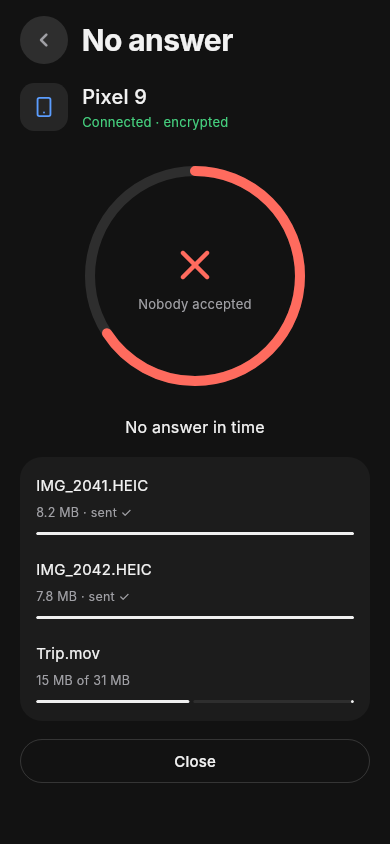 No answer
Pixel 9
Connected · encrypted
Nobody accepted
No answer in time
IMG_2041.HEIC
8.2 MB · sent ✓
IMG_2042.HEIC
7.8 MB · sent ✓
Trip.mov
15 MB of 31 MB
Close